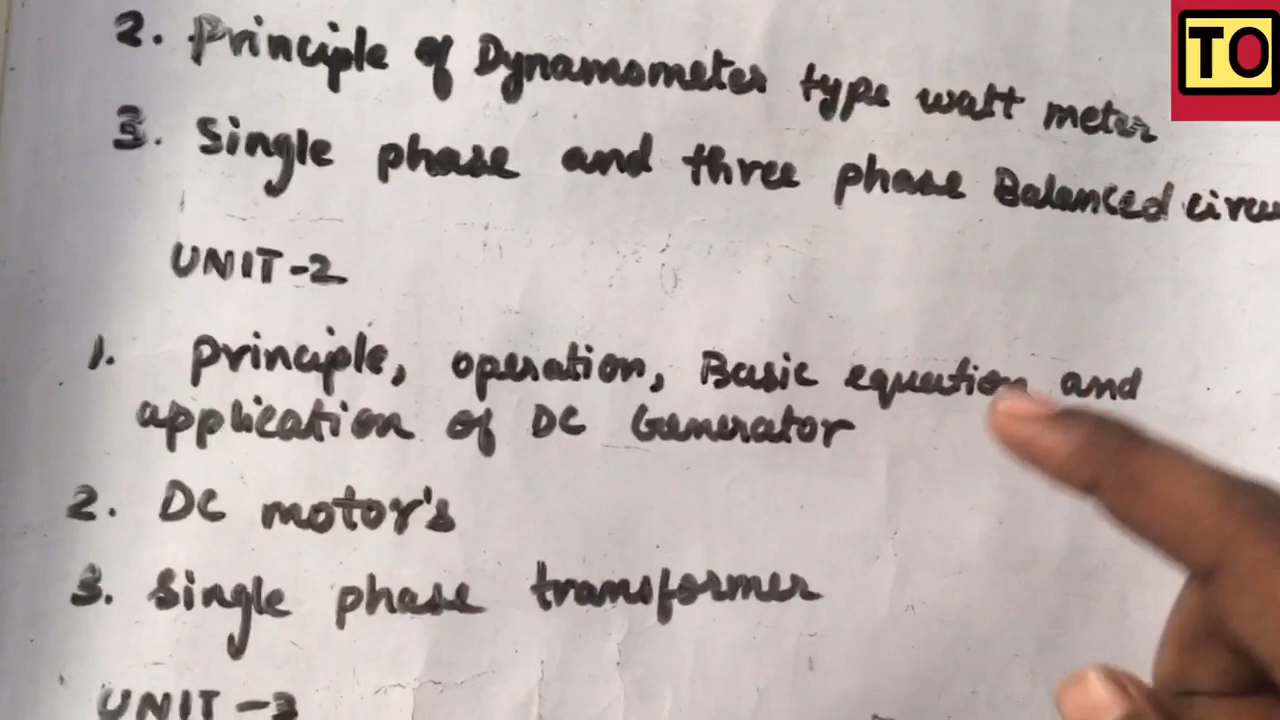 TO
2. Principle of Dynamometer type watt meter
3. Single phase and three phase Balanced
UNIT-2
1. principle, operation, Basic equation and
application of DC Generator
2. DC motor's
3. Single phase transformer
UNIT-3